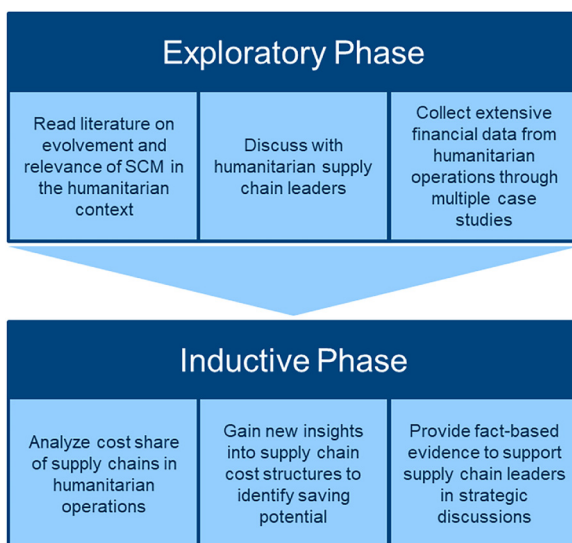 Exploratory Phase
Read literature on
evolvement and
relevance of SCM in
the humanitarian
context
Discuss with
humanitarian supply
chain leaders
Collect extensive
financial data from
humanitarian
operations through
multiple case
studies
Inductive Phase
Analyze cost share
of supply chains in
humanitarian
operations
Gain new insights
into supply chain
cost structures to
identify saving
potential
Provide fact-based
evidence to support
supply chain leaders
in strategic
discussions